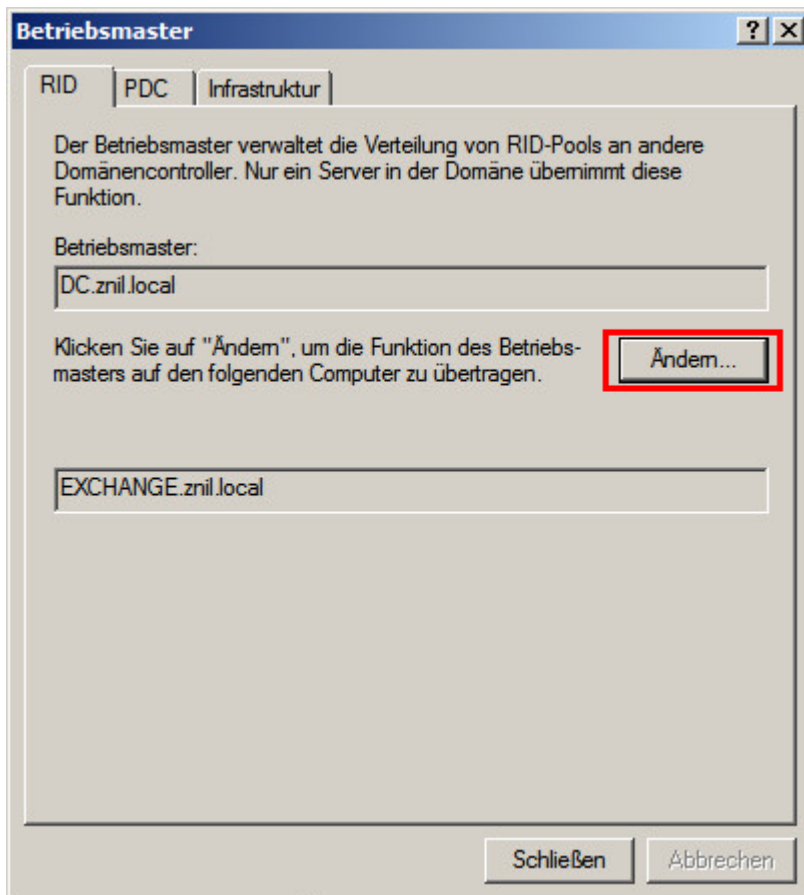 Betriebsmaster
RID PDC Infrastruktur
Der Betriebsmaster verwaltet die Verteilung von RID-Pools an andere
Domänencontroller. Nur ein Server in der Domäne übernimmt diese
Funktion.
Betriebsmaster:
DC.znil.local
Klicken Sie auf "Ändern", um die Funktion des Betriebs-
masters auf den folgenden Computer zu übertragen.
Ändern...
EXCHANGE.znil.local
Schließen Abbrechen